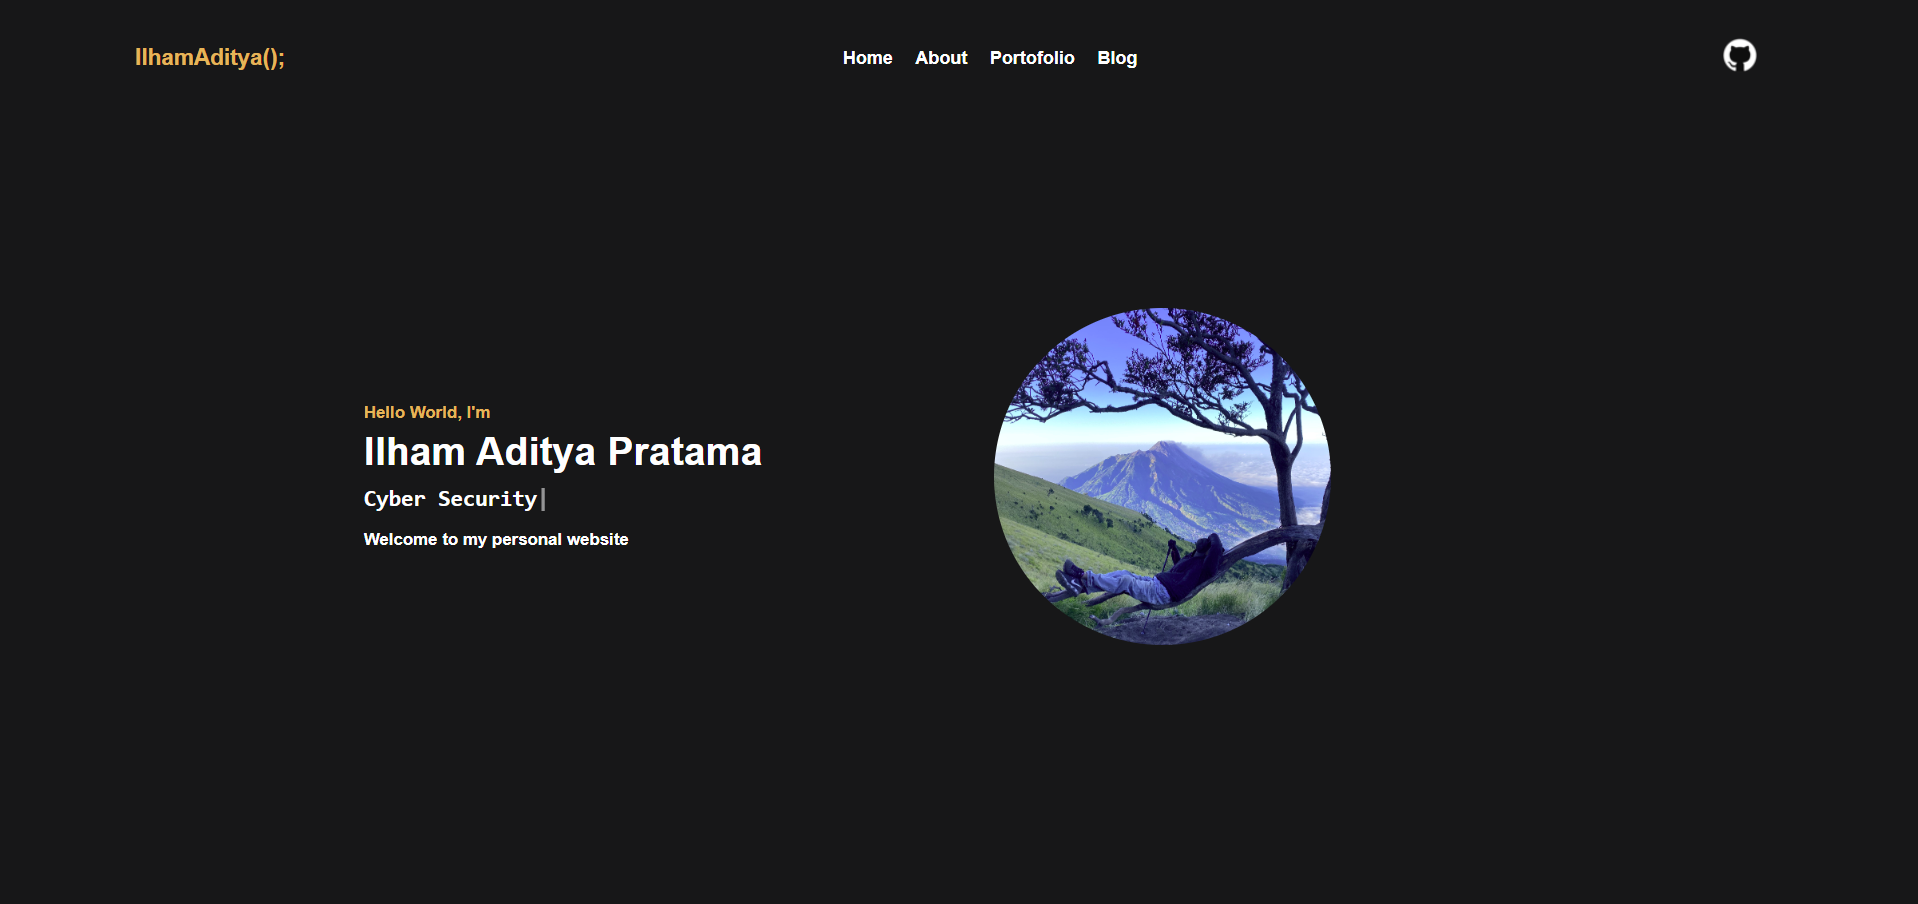 IlhamAditya();
Home About Portofolio Blog
Hello World, I'm
Ilham Aditya Pratama
Cyber Security|
Welcome to my personal website